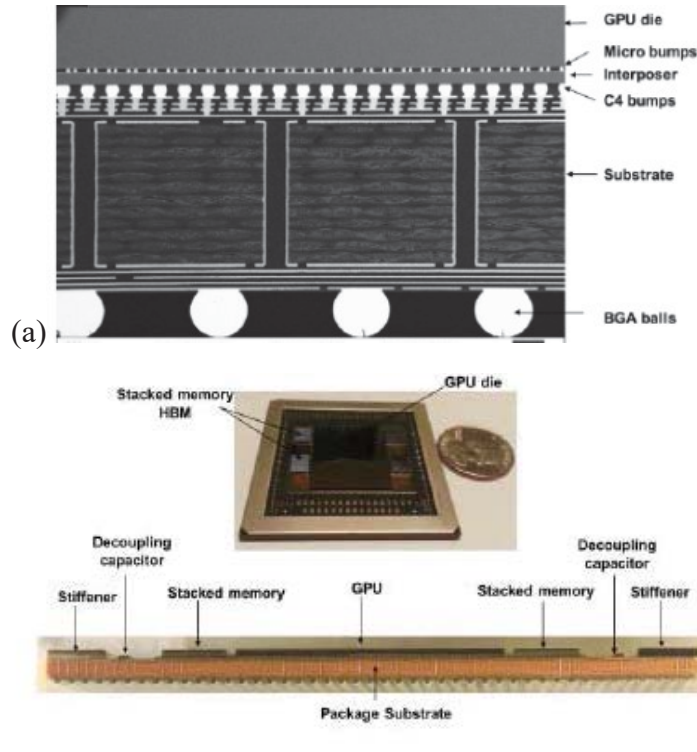 GPU die
Micro bumps
Interposer
C4 bumps
Substrate
BGA balls
(a)
GPU die
Stacked memory
HBM
Decoupling
capacitor
Decoupling
capacitor
Stiffener
Stacked memory
GPU
Stacked memory
Stiffener
Package Substrate